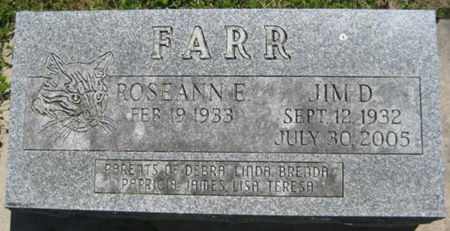 FARR
ROSEANN E.
FEB. 19, 1933
JIM D.
SEPT. 12, 1932
JULY 30, 2005
PARENTS OF DEBRA, LINDA, BRENDA,
PATRICIA, JAMES, LISA, TERESA